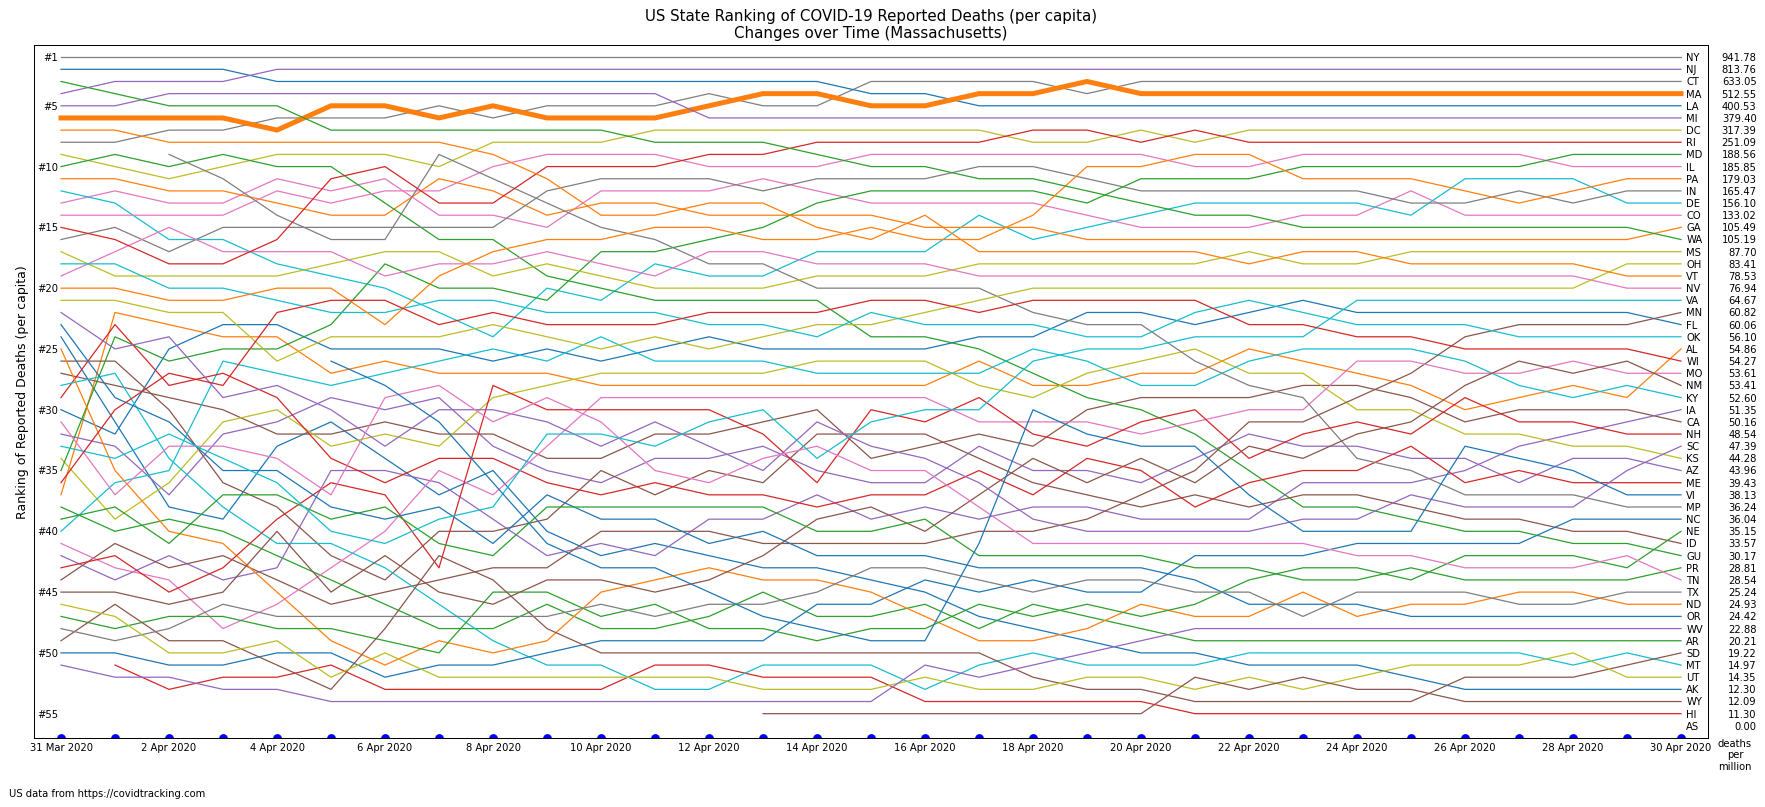 US State Ranking of COVID-19 Reported Deaths (per capita)
Changes over Time (Massachusetts)
Ranking of Reported Deaths (per capita)
#1
#5
#10
#15
#20
#25
#30
#35
#40
#45
#50
#55
NY 941.78
NJ 813.76
CT 633.05
MA 512.55
LA 400.53
MI 379.40
DC 317.39
RI 251.09
MD 188.56
IL 185.85
PA 179.03
IN 165.47
DE 156.10
CO 133.02
GA 105.49
WA 105.19
MS 87.70
OH 83.41
VT 78.53
NV 76.94
VA 64.67
MN 60.82
FL 60.06
OK 56.10
AL 54.86
WI 54.27
MO 53.61
NM 53.41
KY 52.60
IA 51.35
CA 50.16
NH 48.54
SC 47.39
KS 44.28
AZ 43.96
ME 39.43
VI 38.13
MP 36.24
NC 36.04
NE 35.15
ID 33.57
GU 30.17
PR 28.81
TN 28.54
TX 25.24
ND 24.93
OR 24.42
WV 22.88
AR 20.21
SD 19.22
MT 14.97
UT 14.35
AK 12.30
WY 12.09
HI 11.30
AS 0.00
31 Mar 2020 2 Apr 2020 4 Apr 2020 6 Apr 2020 8 Apr 2020 10 Apr 2020 12 Apr 2020 14 Apr 2020 16 Apr 2020 18 Apr 2020 20 Apr 2020 22 Apr 2020 24 Apr 2020 26 Apr 2020 28 Apr 2020 30 Apr 2020
deaths
per
million
US data from https://covidtracking.com